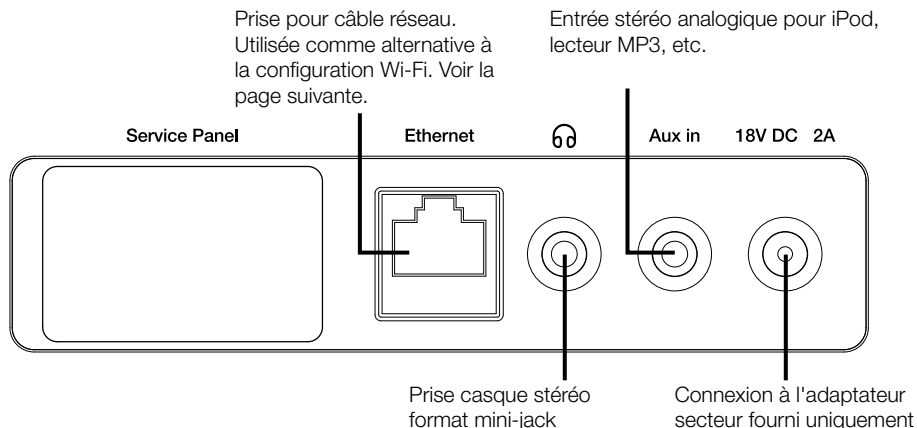 Prise pour câble réseau.
Utilisée comme alternative à
la configuration Wi-Fi. Voir la
page suivante.
Entrée stéréo analogique pour iPod,
lecteur MP3, etc.
Service Panel
Ethernet
Aux in
18V DC 2A
Prise casque stéréo
format mini-jack
Connexion à l'adaptateur
secteur fourni uniquement